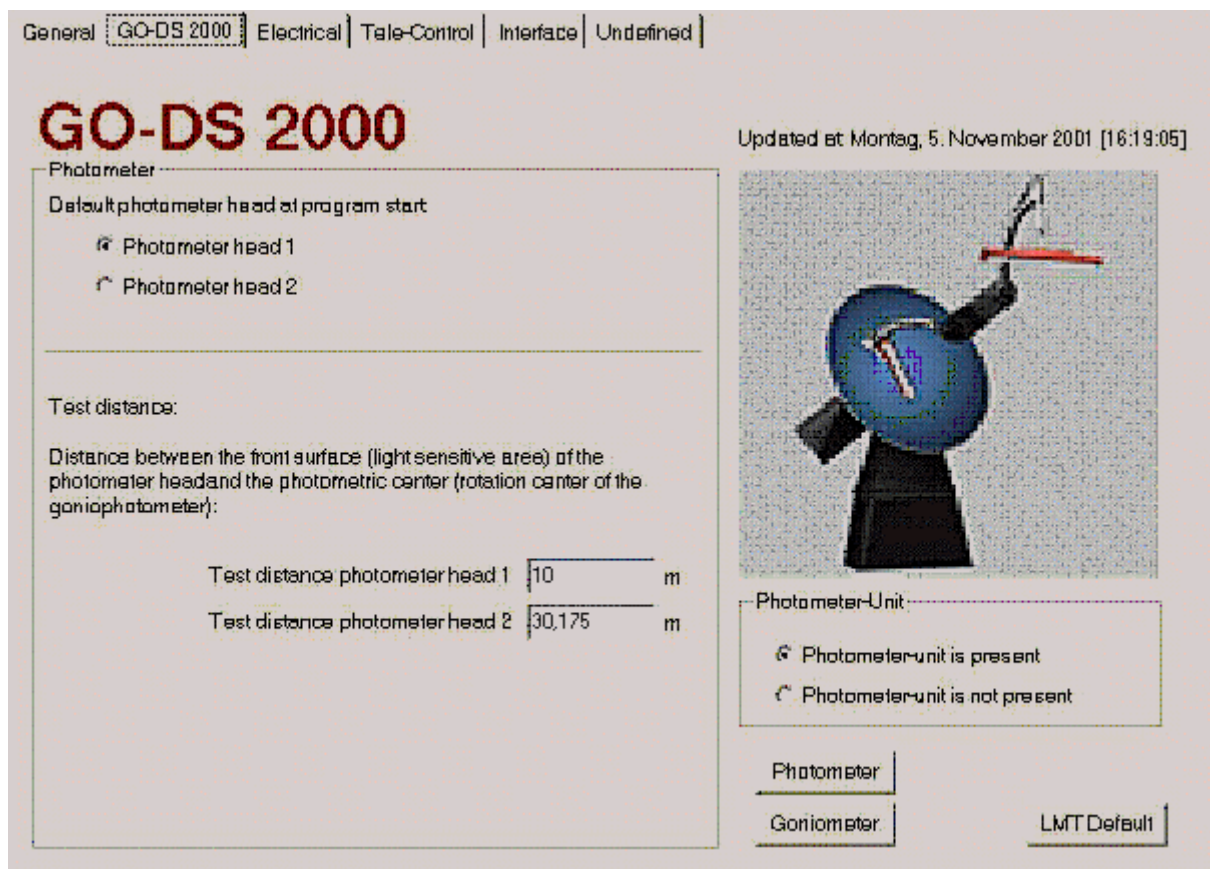 General GO-DS 2000 Electrical Tele-Control Interface Undefined
GO-DS 2000
Updated at: Montag, 5. November 2001 [16:19:05]
Photometer
Default photometer head at program start
Photometer head 1
Photometer head 2
Test distance:
Distance between the front surface (light sensitive area) of the
photometer headand the photometric center (rotation center of the
goniophotometer):
Test distance photometer head 1 10 m
Test distance photometer head 2 30,175 m
Photometer-Unit
Photometer-unit is present
Photometer-unit is not present
Photometer
Goniometer
LMT Default